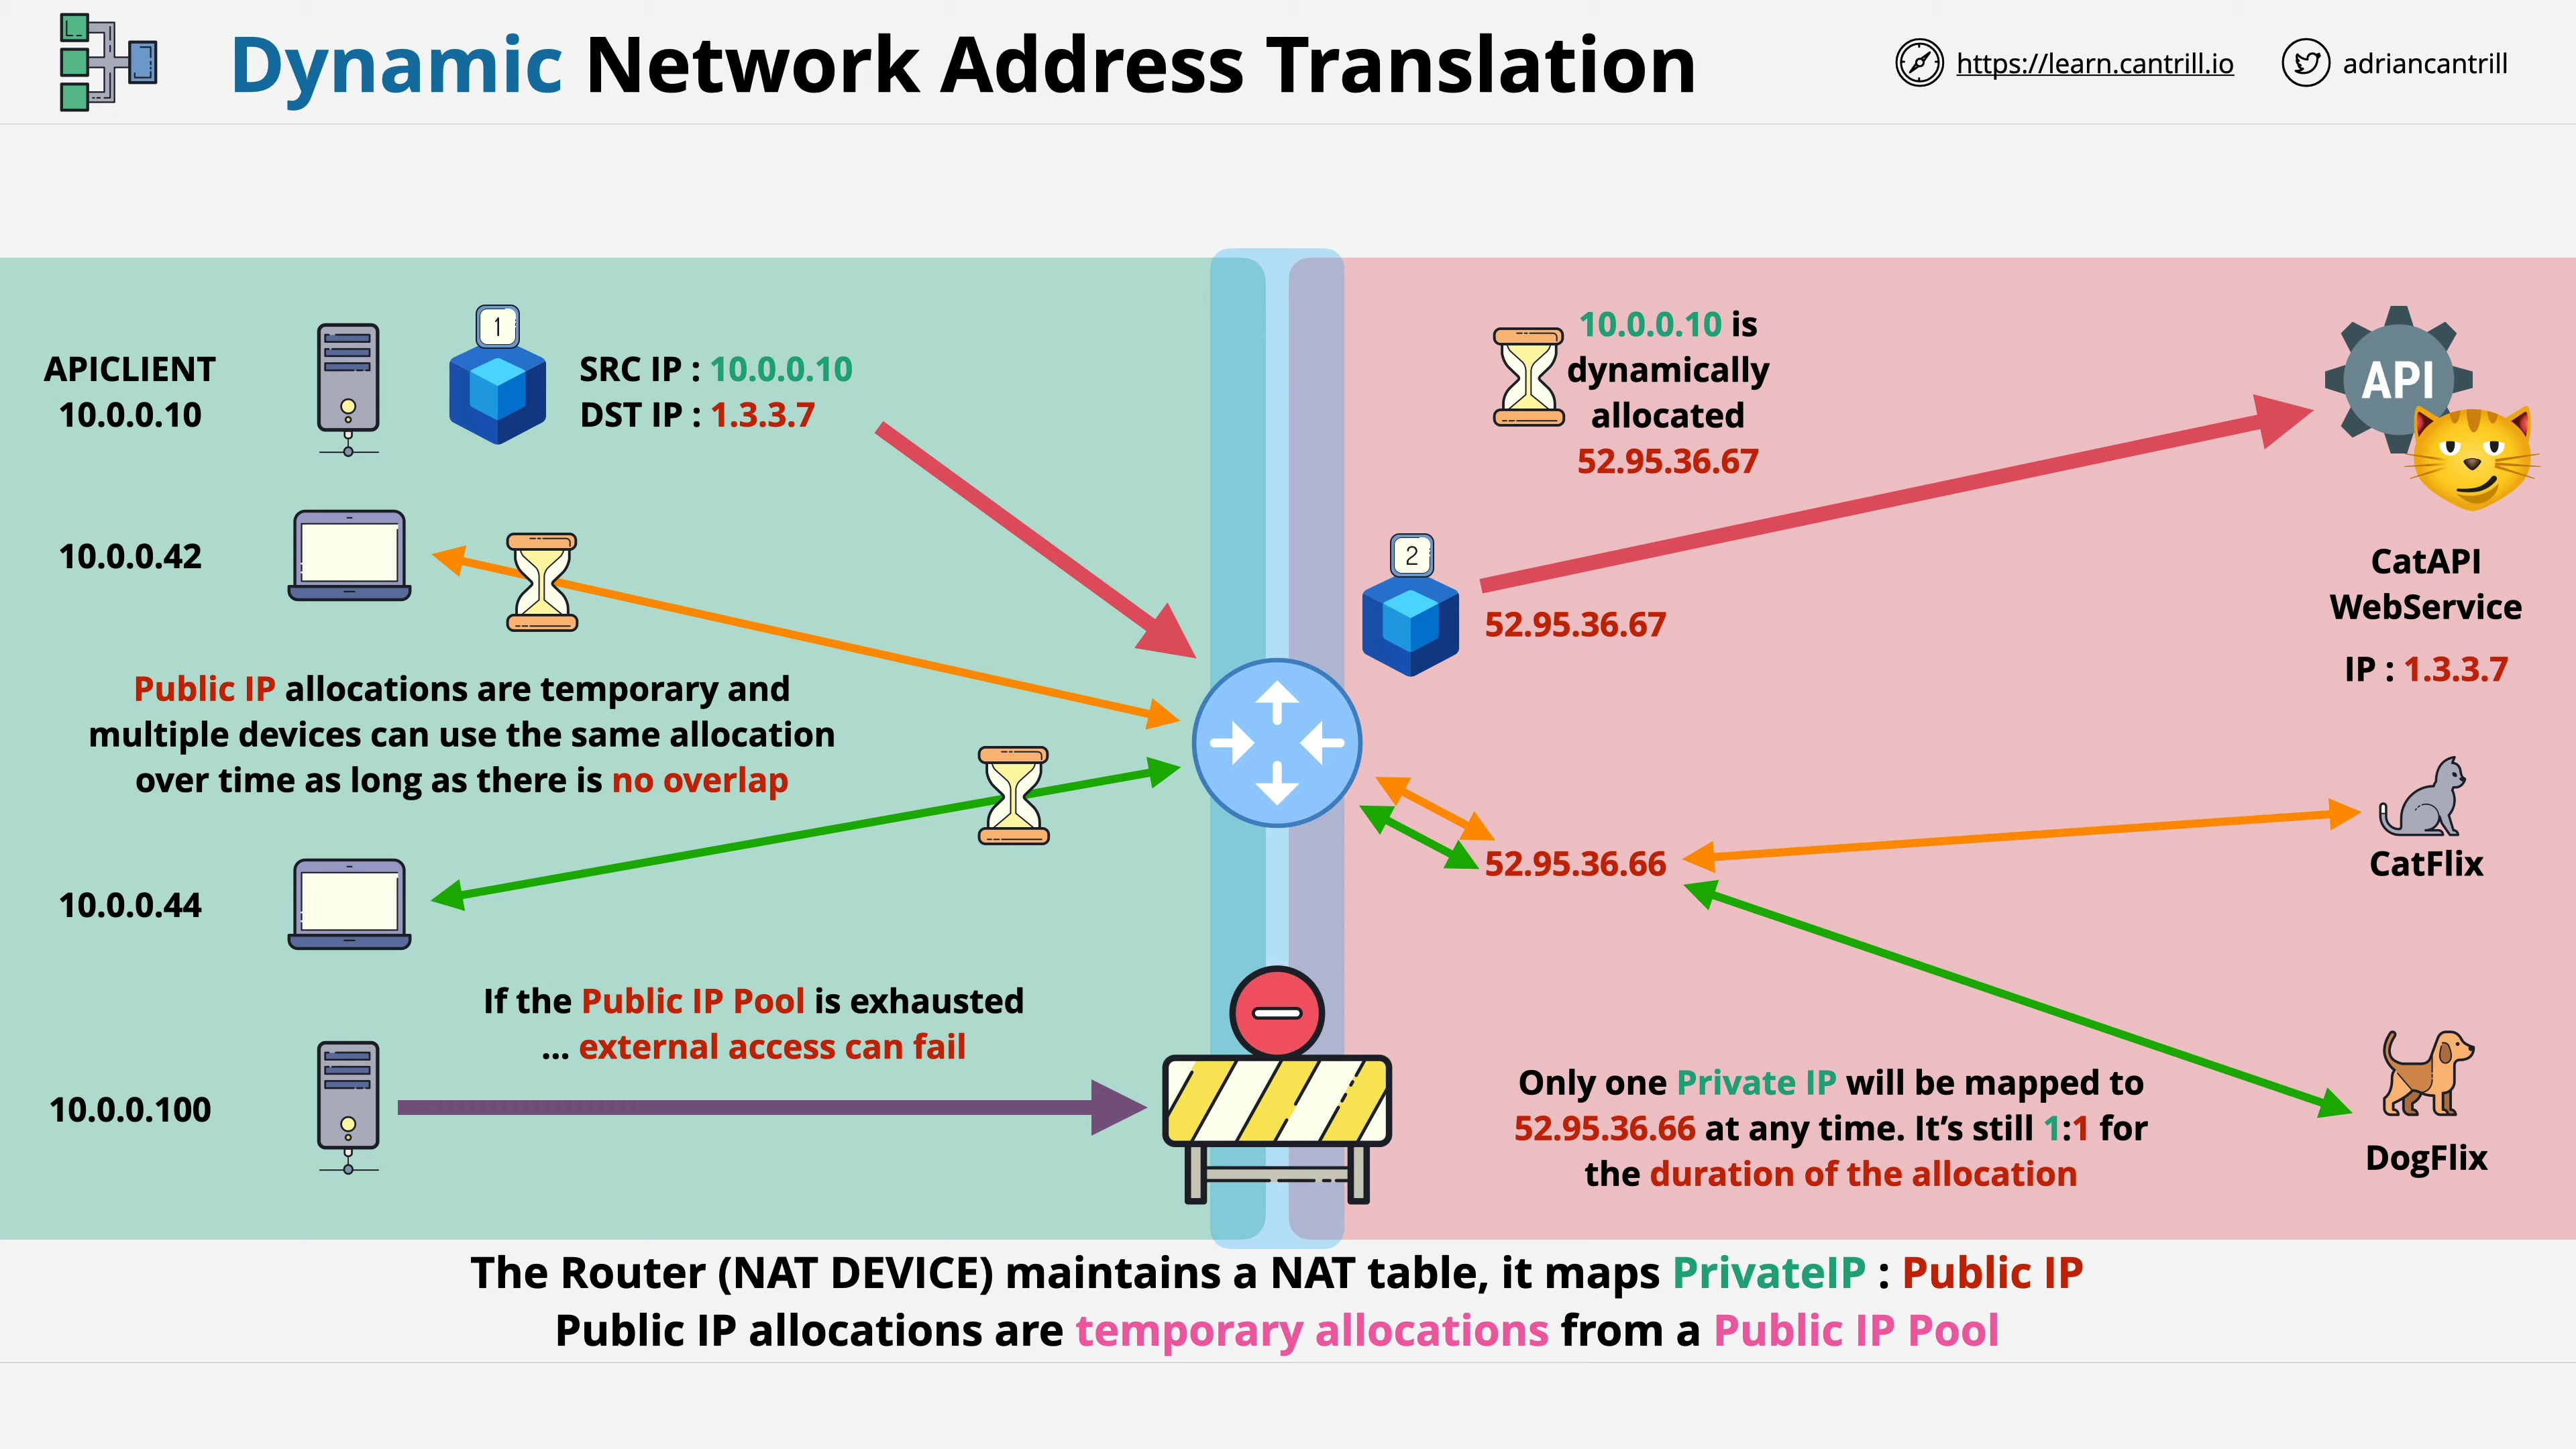 Dynamic Network Address Translation
https://learn.cantrill.io
adriancantrill
APICLIENT
10.0.0.10
1
SRC IP : 10.0.0.10
DST IP : 1.3.3.7
10.0.0.10 is
dynamically
allocated
52.95.36.67
API
10.0.0.42
2
52.95.36.67
CatAPI
WebService
IP : 1.3.3.7
Public IP allocations are temporary and
multiple devices can use the same allocation
over time as long as there is no overlap
52.95.36.66
CatFlix
10.0.0.44
If the Public IP Pool is exhausted
... external access can fail
10.0.0.100
Only one Private IP will be mapped to
52.95.36.66 at any time. It’s still 1:1 for
the duration of the allocation
DogFlix
The Router (NAT DEVICE) maintains a NAT table, it maps PrivateIP : Public IP
Public IP allocations are temporary allocations from a Public IP Pool